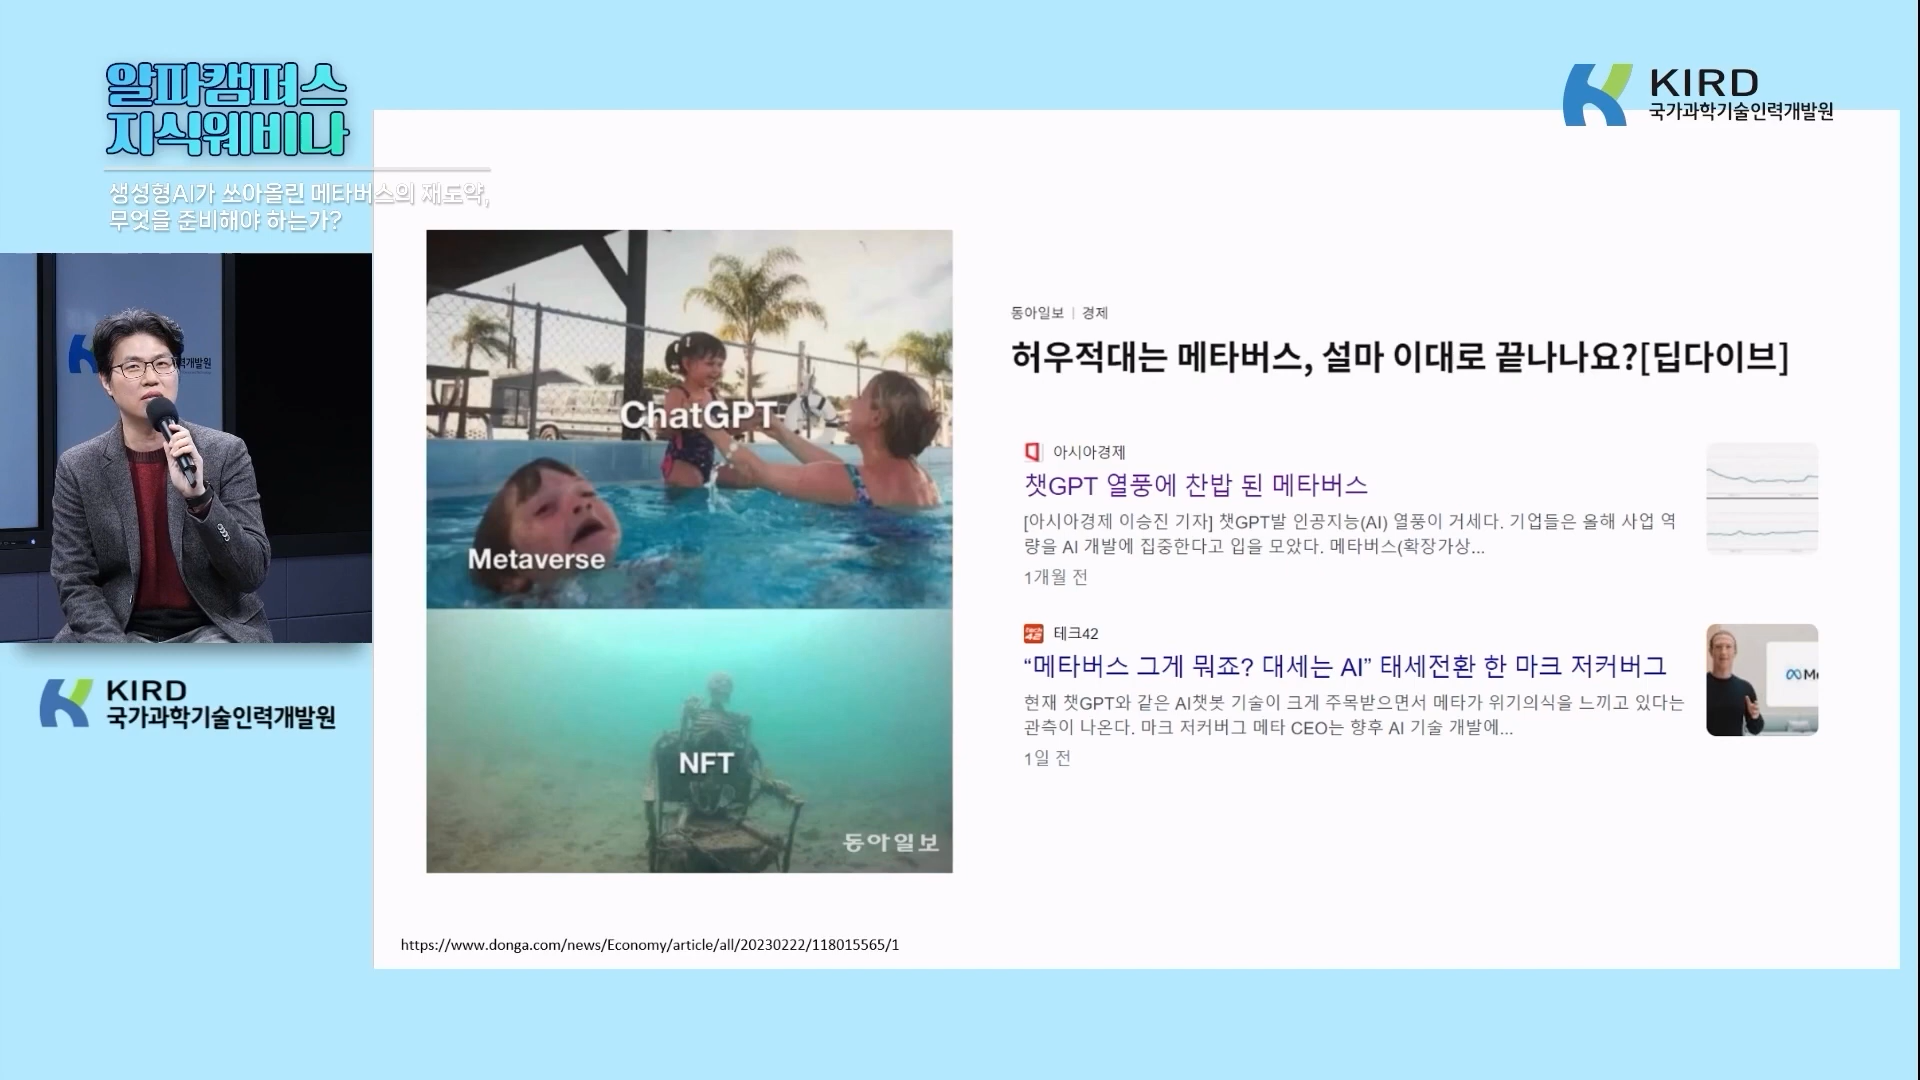 알파캠퍼스
지식웨비나
생성형AI가 쏘아올린 메타버스의 재도약,
무엇을 준비해야 하는가?
KIRD
국가과학기술인력개발원
력개발원
KIRD
국가과학기술인력개발원
ChatGPT
Metaverse
NFT
동아일보
동아일보 | 경제
허우적대는 메타버스, 설마 이대로 끝나나요?[딥다이브]
아시아경제
챗GPT 열풍에 찬밥 된 메타버스
[아시아경제 이승진 기자] 챗GPT발 인공지능(AI) 열풍이 거세다. 기업들은 올해 사업 역
량을 AI 개발에 집중한다고 입을 모았다. 메타버스(확장가상...
1개월 전
tech
42
테크42
“메타버스 그게 뭐죠? 대세는 AI” 태세전환 한 마크 저커버그
현재 챗GPT와 같은 AI챗봇 기술이 크게 주목받으면서 메타가 위기의식을 느끼고 있다는
관측이 나온다. 마크 저커버그 메타 CEO는 향후 AI 기술 개발에...
1일 전
https://www.donga.com/news/Economy/article/all/20230222/118015565/1